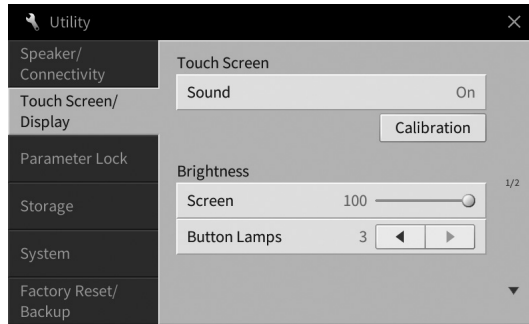 Utility
Speaker/
Connectivity
Touch Screen/
Display
Parameter Lock
Storage
System
Factory Reset/
Backup
Touch Screen
Sound On
Calibration
Brightness
Screen 100
Button Lamps 3
1/2